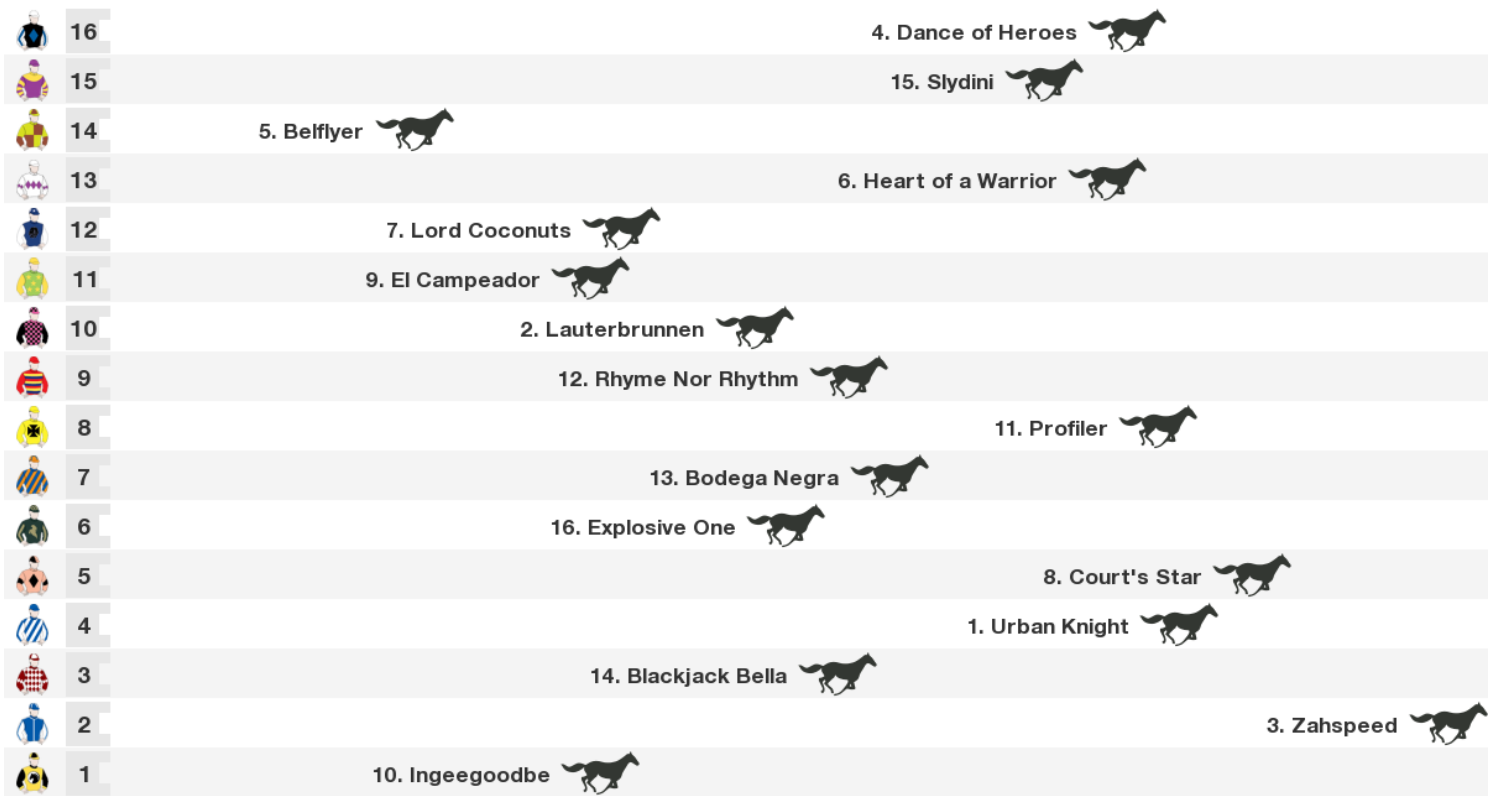 16 4. Dance of Heroes
15 15. Slydini
14 5. Belflyer
13 6. Heart of a Warrior
12 7. Lord Coconuts
11 9. El Campeador
10 2. Lauterbrunnen
9 12. Rhyme Nor Rhythm
8 11. Profiler
7 13. Bodega Negra
6 16. Explosive One
5 8. Court's Star
4 1. Urban Knight
3 14. Blackjack Bella
2 3. Zahspeed
1 10. Ingeegoodbe